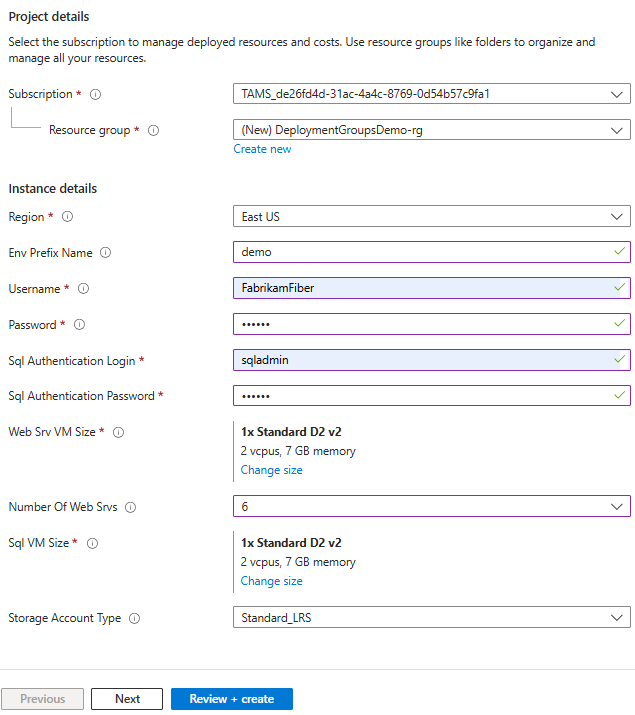 Project details
Select the subscription to manage deployed resources and costs. Use resource groups like folders to organize and
manage all your resources.
Subscription *
TAMS_de26fd4d-31ac-4a4c-8769-0d54b57c9fa1
Resource group *
(New) DeploymentGroupsDemo-rg
Create new
Instance details
Region *
East US
Env Prefix Name
demo
Username *
FabrikamFiber
Password *
••••••
Sql Authentication Login *
sqladmin
Sql Authentication Password *
••••••
Web Srv VM Size *
1x Standard D2 v2
2 vcpus, 7 GB memory
Change size
Number Of Web Srvs
6
Sql VM Size *
1x Standard D2 v2
2 vcpus, 7 GB memory
Change size
Storage Account Type
Standard_LRS
Previous
Next
Review + create